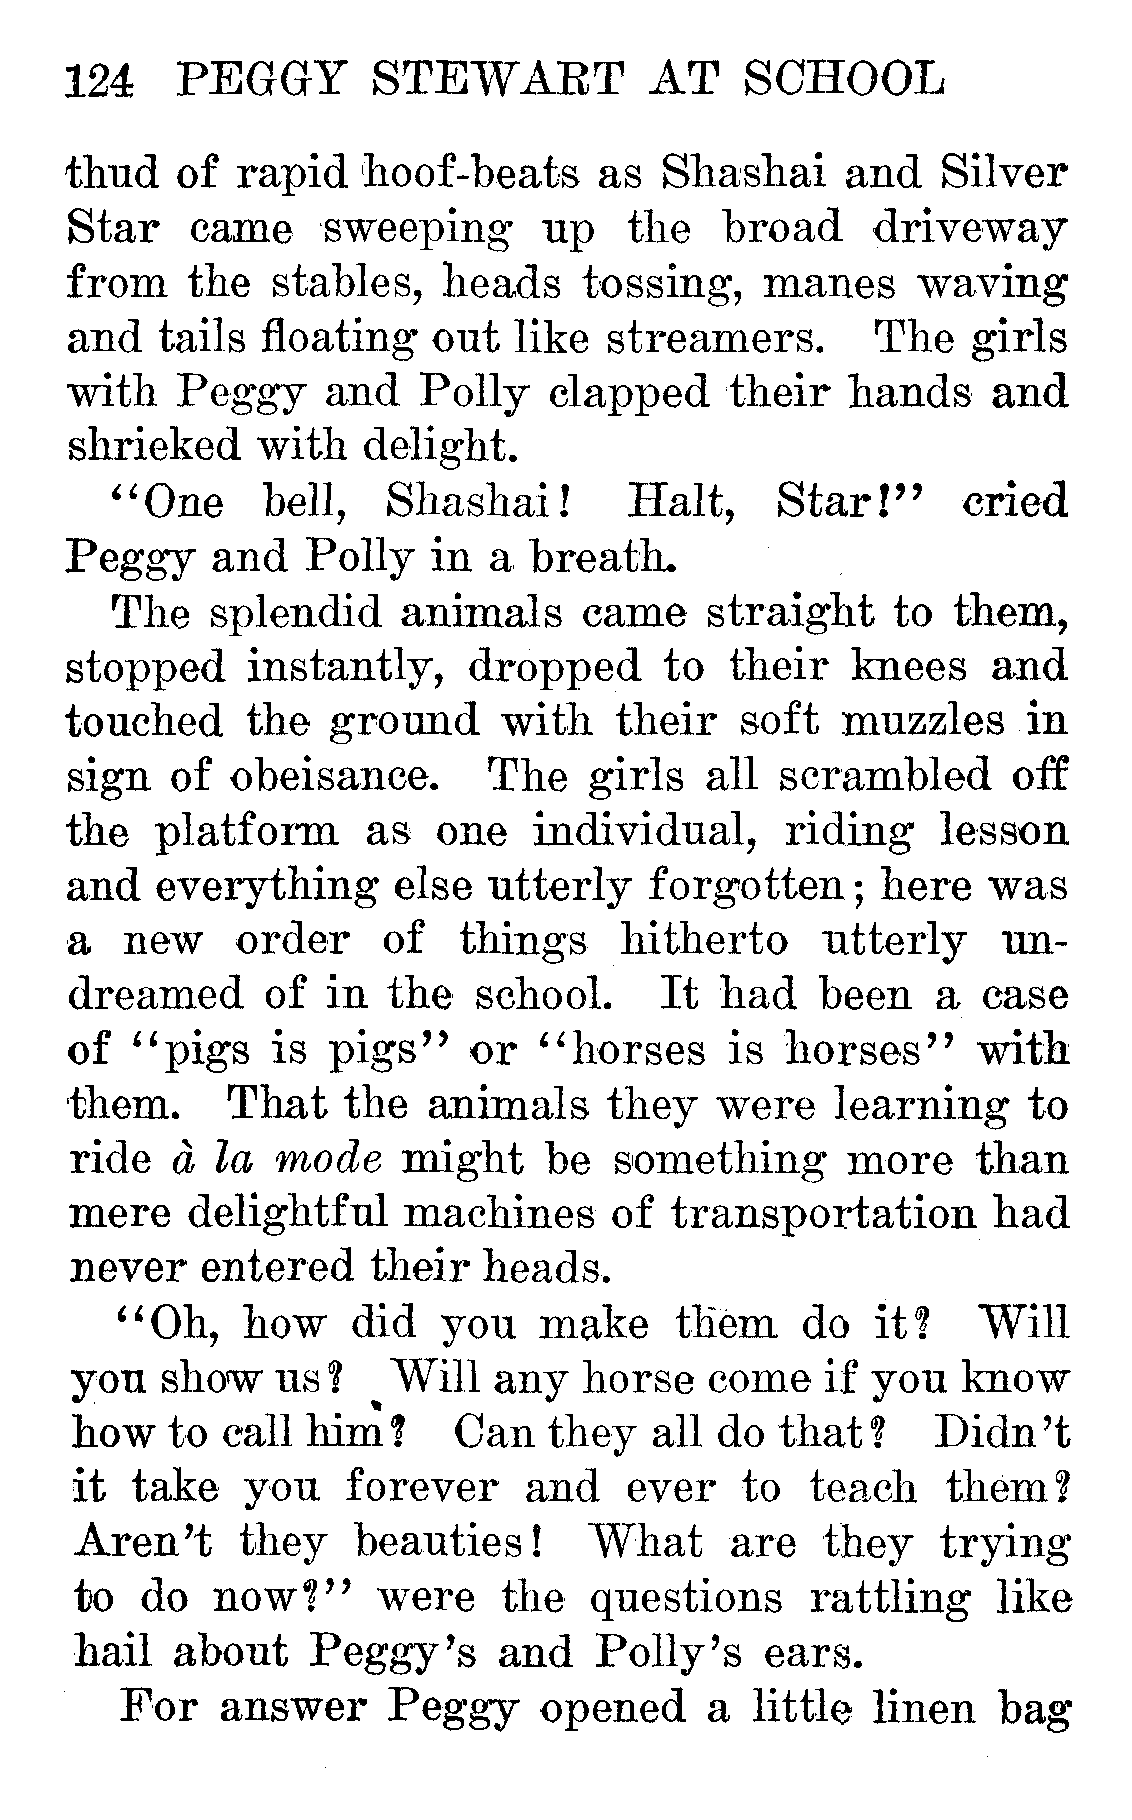 124 PEGGY STEWART AT SCHOOL
thud of rapid hoof-beats as Shashai and Silver
Star came sweeping up the broad driveway
from the stables, heads tossing, manes waving
and tails floating out like streamers. The girls
with Peggy and Polly clapped their hands and
shrieked with delight.
“One bell, Shashai! Halt, Star!” cried
Peggy and Polly in a breath.
The splendid animals came straight to them,
stopped instantly, dropped to their knees and
touched the ground with their soft muzzles in
sign of obeisance. The girls all scrambled off
the platform as one individual, riding lesson
and everything else utterly forgotten; here was
a new order of things hitherto utterly un-
dreamed of in the school. It had been a case
of “pigs is pigs” or “horses is horses” with
them. That the animals they were learning to
ride à la mode might be something more than
mere delightful machines of transportation had
never entered their heads.
“Oh, how did you make them do it? Will
you show us? Will any horse come if you know
how to call him? Can they all do that? Didn’t
it take you forever and ever to teach them?
Aren’t they beauties! What are they trying
to do now?” were the questions rattling like
hail about Peggy’s and Polly’s ears.
For answer Peggy opened a little linen bag